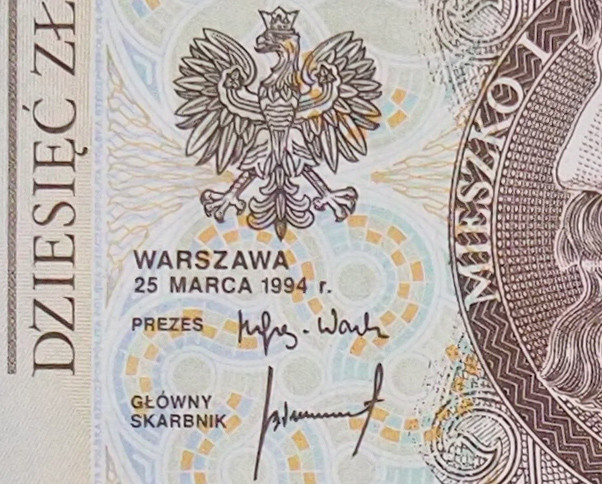 DZIESIĘĆ ZŁ
MIESZKO I
WARSZAWA
25 MARCA 1994 r.
PREZES
GŁÓWNY
SKARBNIK